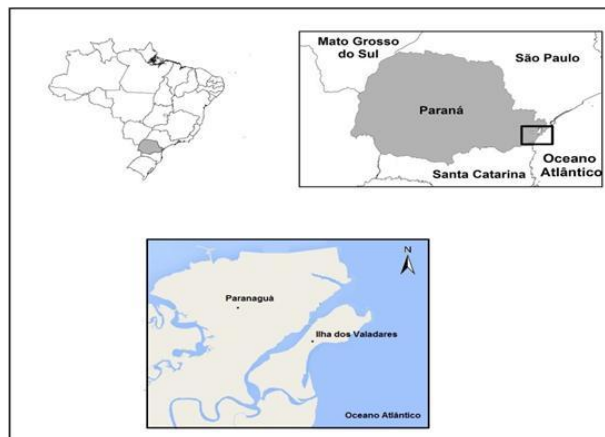 Mato Grosso
do Sul
São Paulo
Paraná
Oceano
Atlântico
Santa Catarina
N
Paranaguá
Ilha dos Valadares
Oceano Atlântico